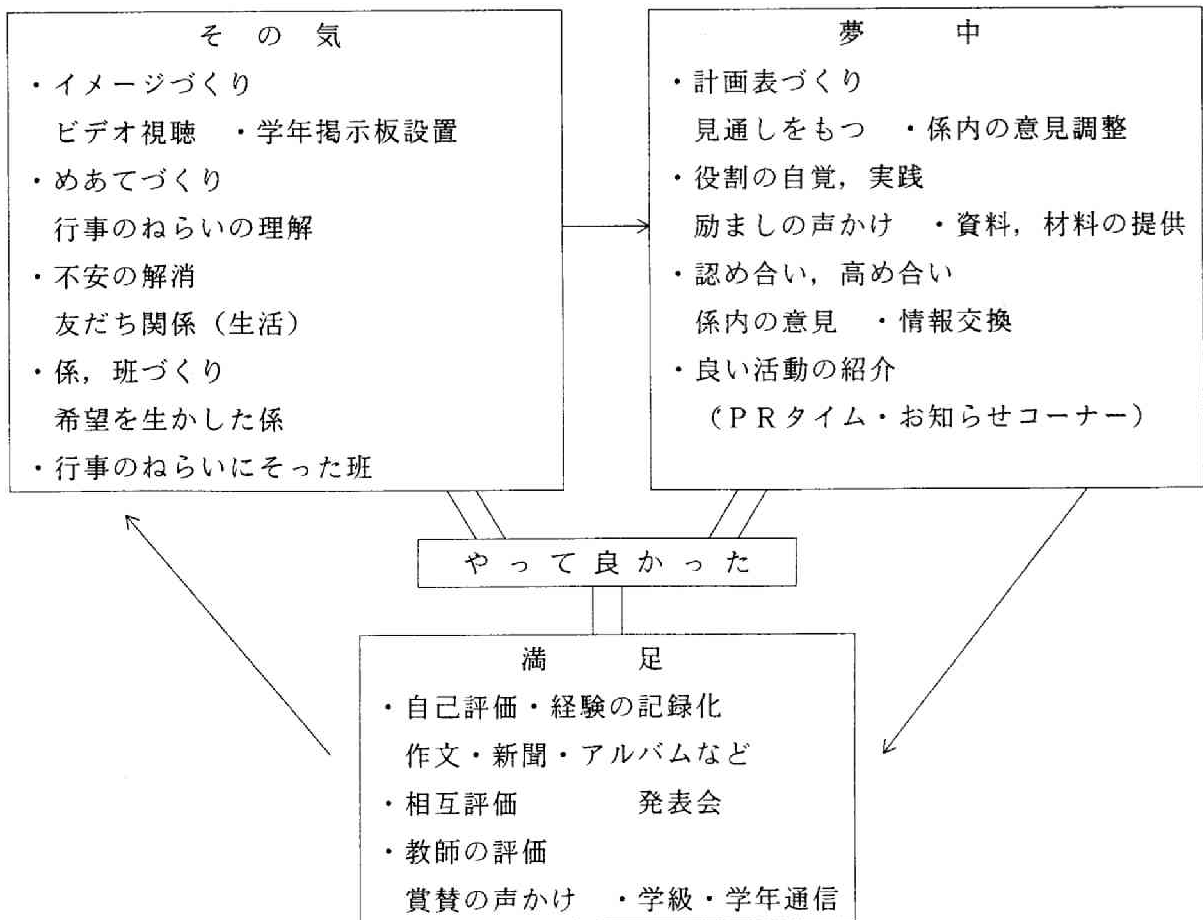 その気
・イメージづくり
ビデオ視聴　・学年掲示板設置
・めあてづくり
行事のねらいの理解
・不安の解消
友だち関係（生活）
・係，班づくり
希望を生かした係
・行事のねらいにそった班
夢中
・計画表づくり
見通しをもつ　・係内の意見調整
・役割の自覚，実践
励ましの声かけ　・資料，材料の提供
・認め合い，高め合い
係内の意見　・情報交換
・良い活動の紹介
（ＰＲタイム・お知らせコーナー）
やって良かった
満足
・自己評価・経験の記録化
作文・新聞・アルバムなど
・相互評価　発表会
・教師の評価
賞賛の声かけ　・学級・学年通信